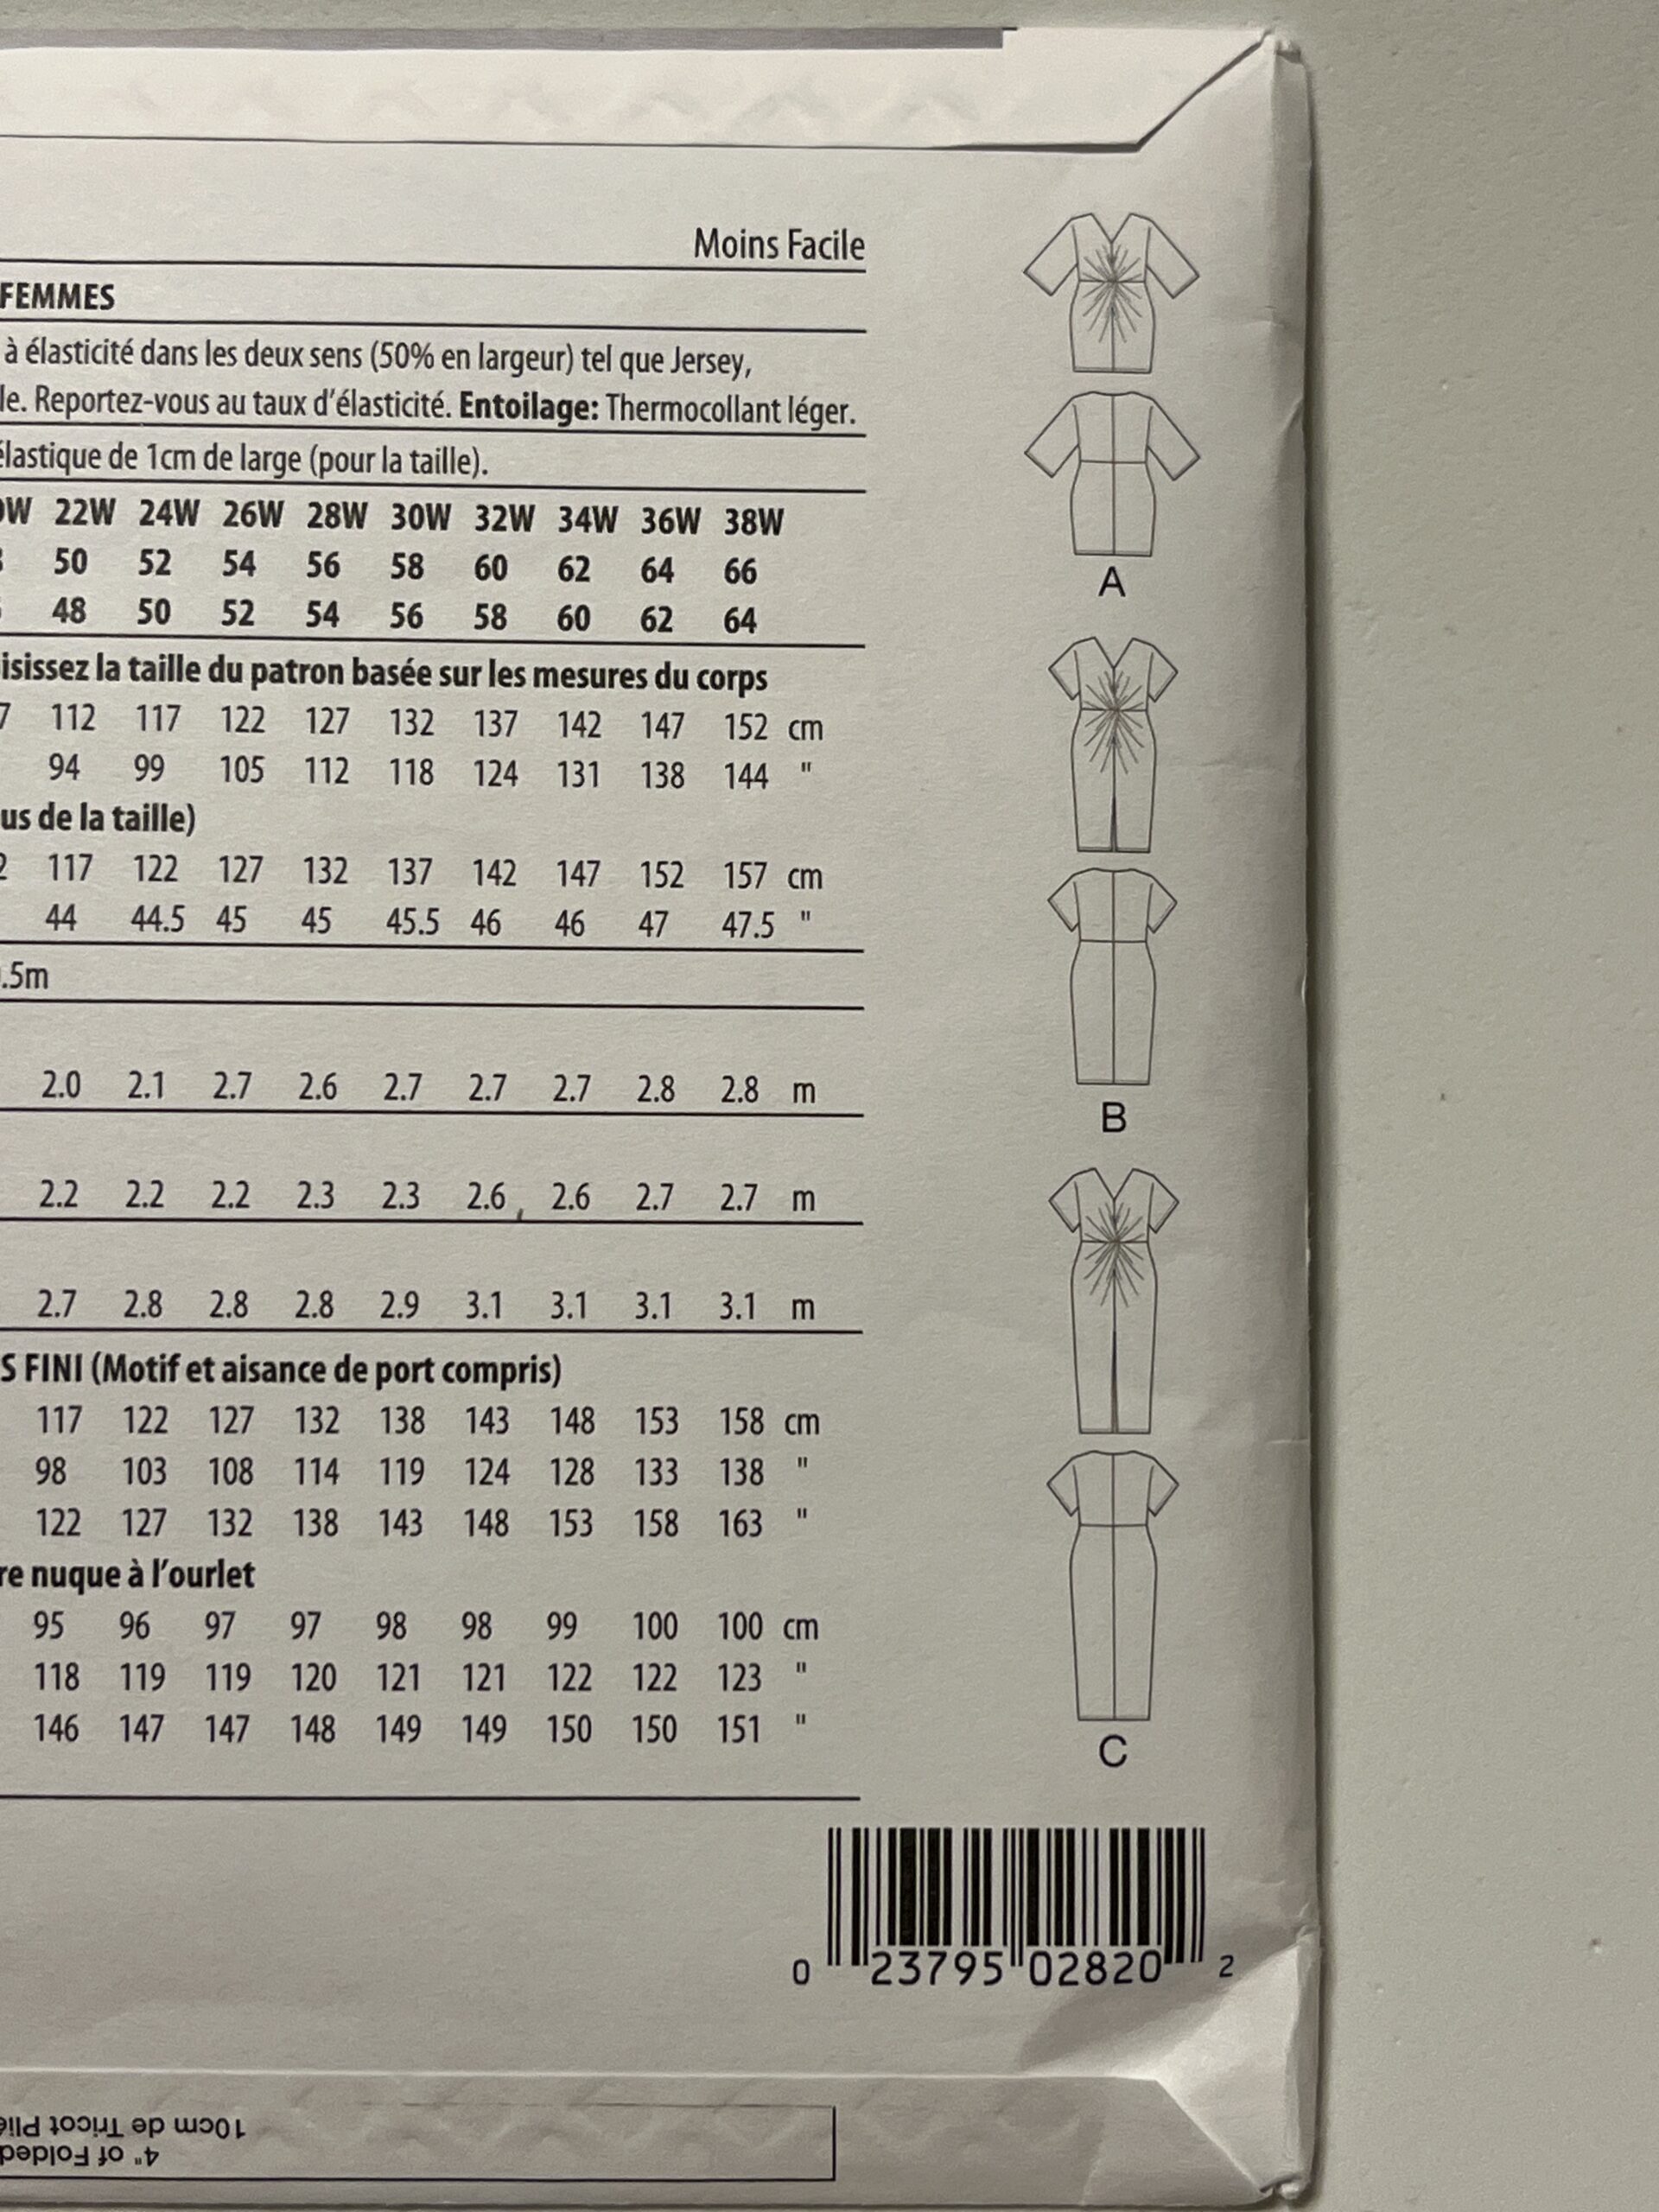 Moins Facile
FEMMES
à élasticité dans les deux sens (50% en largeur) tel que Jersey,
le. Reportez-vous au taux d'élasticité. Entoilage: Thermocollant léger.
élastique de 1cm de large (pour la taille).
0W 22W 24W 26W 28W 30W 32W 34W 36W 38W
50 52 54 56 58 60 62 64 66
48 50 52 54 56 58 60 62 64
isissez la taille du patron basée sur les mesures du corps
7 112 117 122 127 132 137 142 147 152 cm
94 99 105 112 118 124 131 138 144 "
us de la taille)
2 117 122 127 132 137 142 147 152 157 cm
44 44.5 45 45 45.5 46 46 47 47.5 "
.5m
2.0 2.1 2.7 2.6 2.7 2.7 2.7 2.8 2.8 m
2.2 2.2 2.2 2.3 2.3 2.6 2.6 2.7 2.7 m
2.7 2.8 2.8 2.8 2.9 3.1 3.1 3.1 3.1 m
S FINI (Motif et aisance de port compris)
117 122 127 132 138 143 148 153 158 cm
98 103 108 114 119 124 128 133 138 "
122 127 132 138 143 148 153 158 163 "
re nuque à l'ourlet
95 96 97 97 98 98 99 100 100 cm
118 119 119 120 121 121 122 122 123 "
146 147 147 148 149 149 150 150 151 "
A
B
C
0 23795 02820 2
4" of Folded
10cm de Tricot Plié